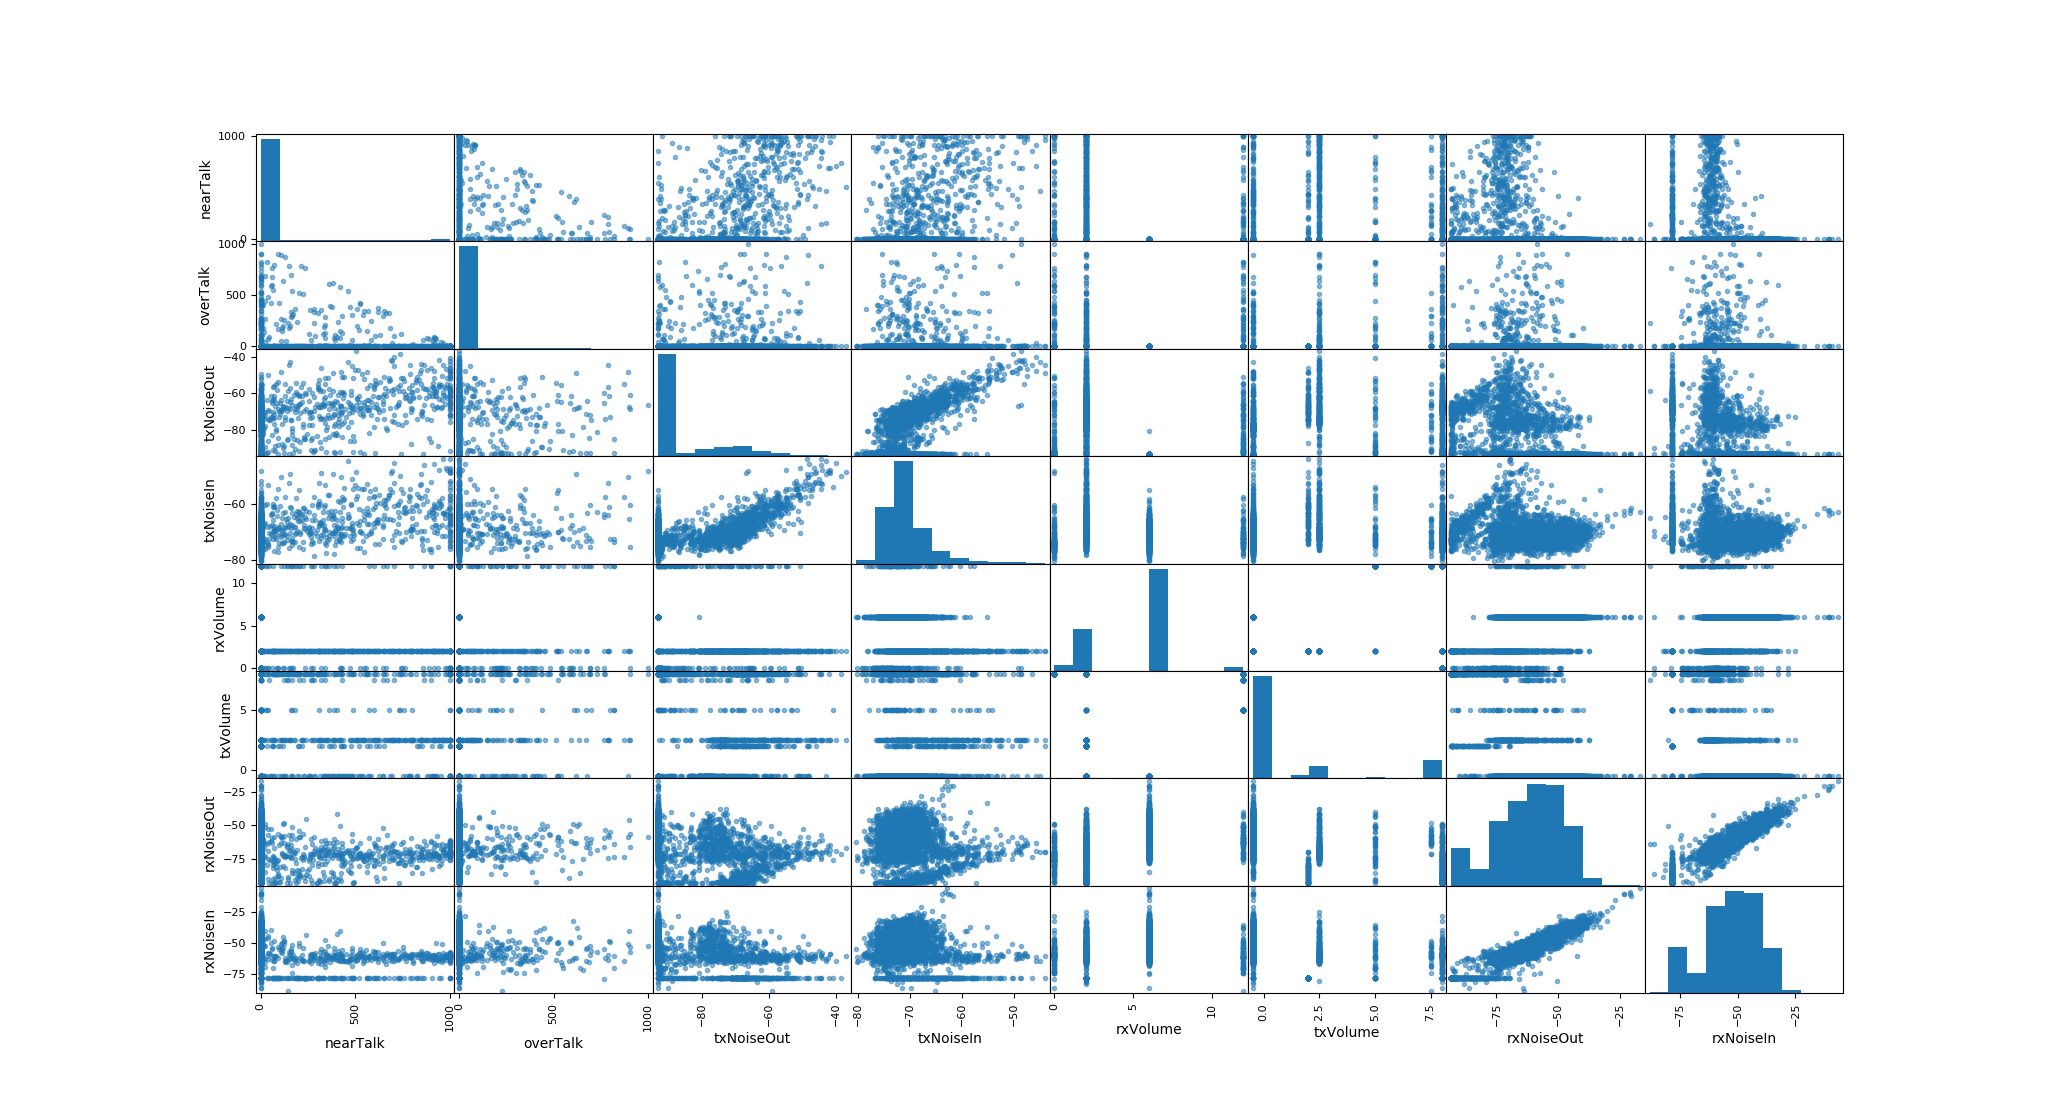 1000
nearTalk
0
1000
overTalk
500
0
−40
txNoiseOut
−60
−80
txNoiseIn
−60
−80
rxVolume
10
5
0
txVolume
5
0
rxNoiseOut
−25
−50
−75
rxNoiseIn
−25
−50
−75
0 500 1000 0 500 1000 −80 −60 −40 −80 −70 −60 −50 0 5 10 0.0 2.5 5.0 7.5 −75 −50 −25 −75 −50 −25
nearTalk overTalk txNoiseOut txNoiseIn rxVolume txVolume rxNoiseOut rxNoiseIn